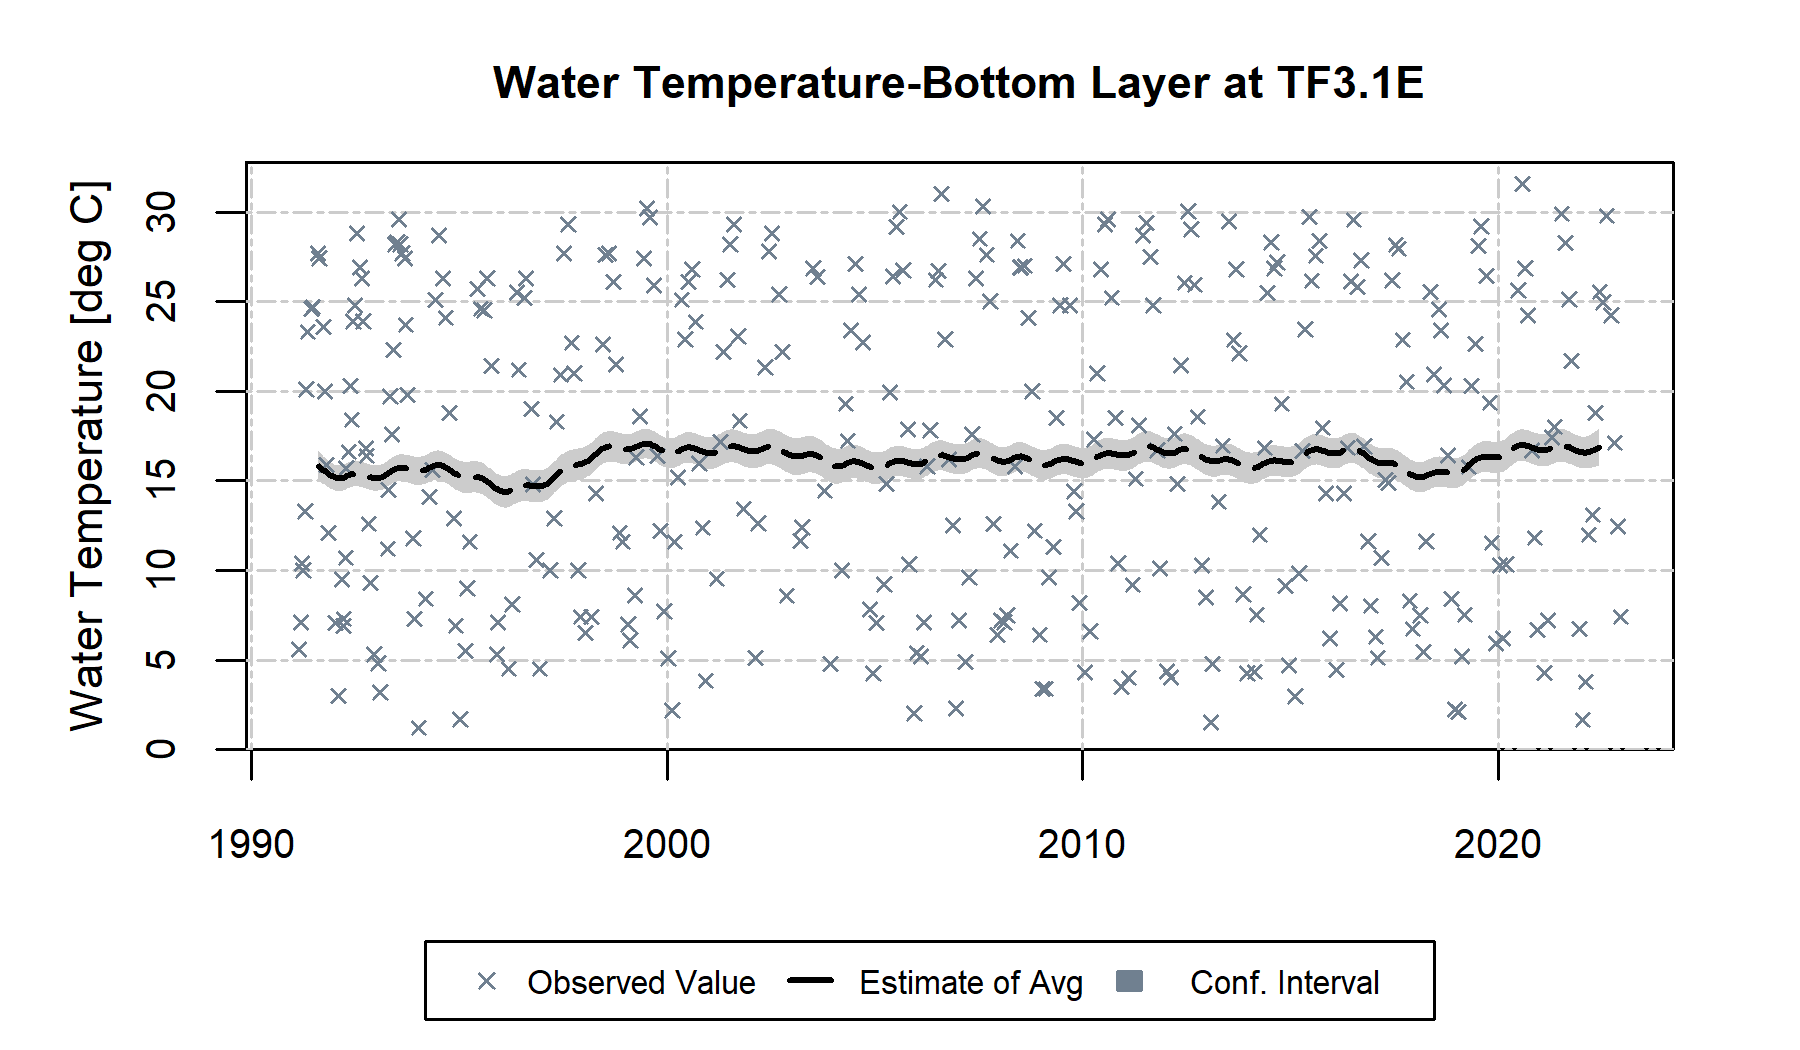 Water Temperature-Bottom Layer at TF3.1E
Water Temperature [deg C]
30
25
20
15
10
5
0
1990 2000 2010 2020
Observed Value Estimate of Avg Conf. Interval